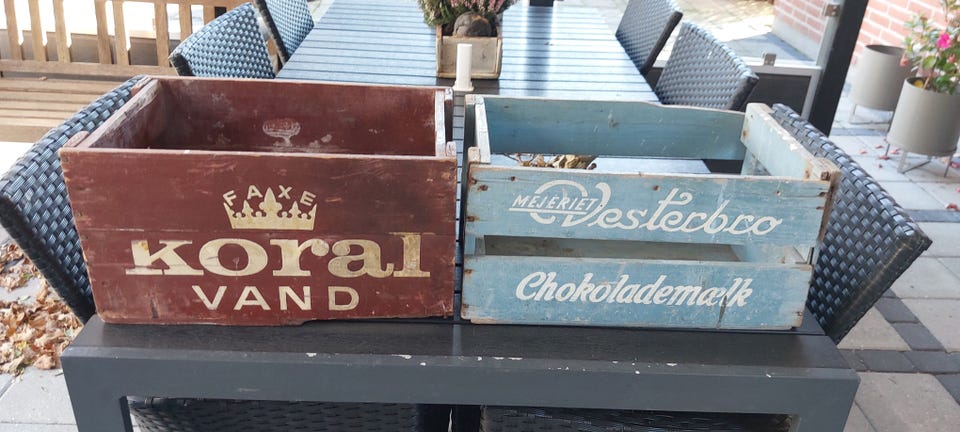 FAXE
Koral
VAND
MEJERIET Vesterbro
Chokolademælk